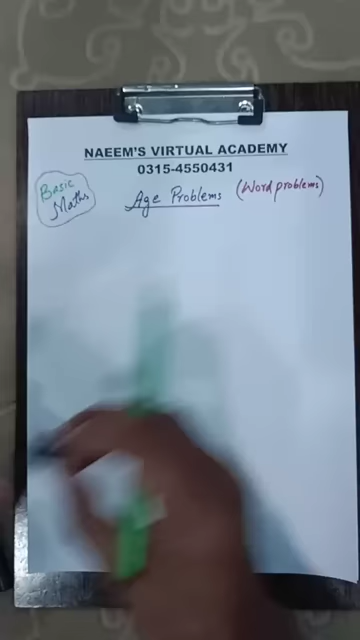 NAEEM'S VIRTUAL ACADEMY
0315-4550431
Basic
Maths
Age Problems (Word problems)